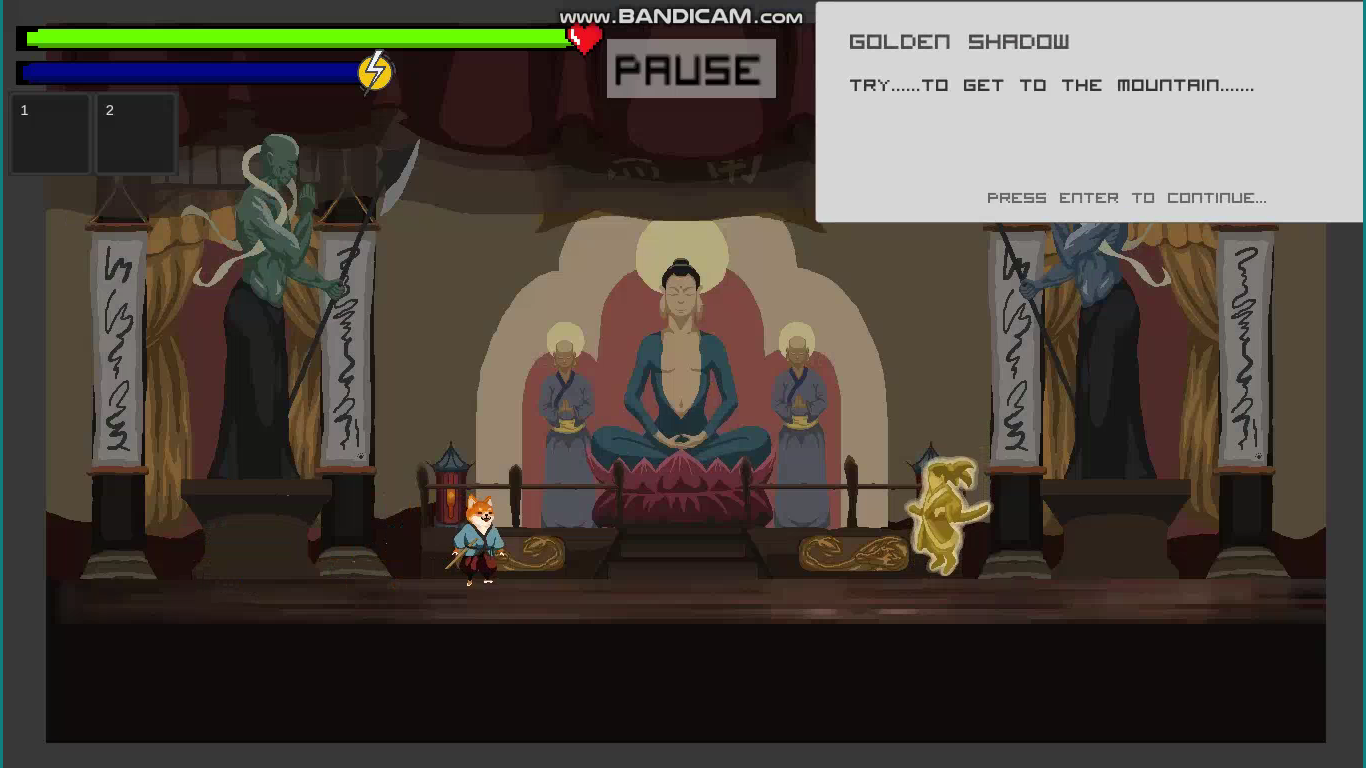 www.BANDICAM.com
GOLDEN SHADOW
TRY......TO GET TO THE MOUNTAIN.......
PAUSE
1
2
PRESS ENTER TO CONTINUE...